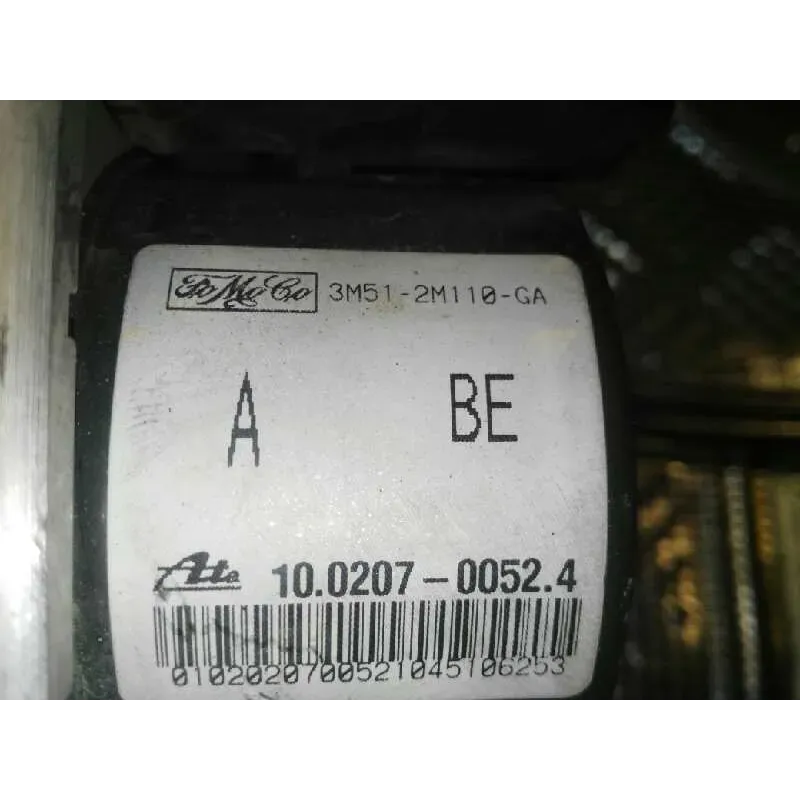 FoMoCo 3M51-2M110-GA
A BE
Ate 10.0207-0052.4
0102020700521045106253